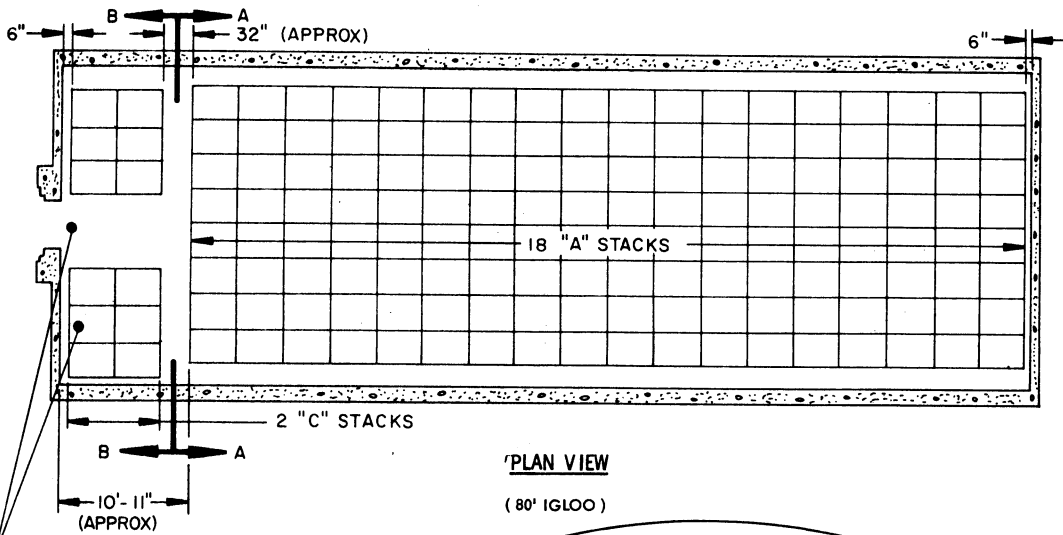 B A
6" 32" (APPROX) 6"
18 "A" STACKS
2 "C" STACKS
B A
10'-11"
(APPROX)
PLAN VIEW
(80' IGLOO)